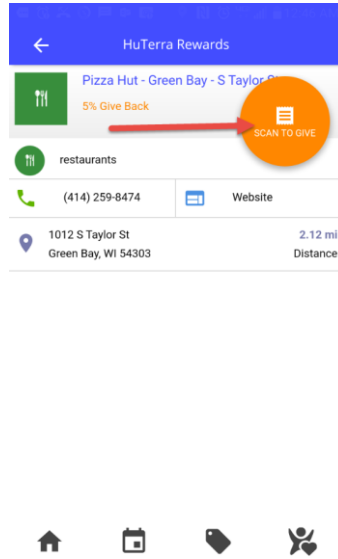 HuTerra Rewards
Pizza Hut - Green Bay - S Taylor
5% Give Back
SCAN TO GIVE
restaurants
(414) 259-8474
Website
1012 S Taylor St
Green Bay, WI 54303
2.12 mi
Distance